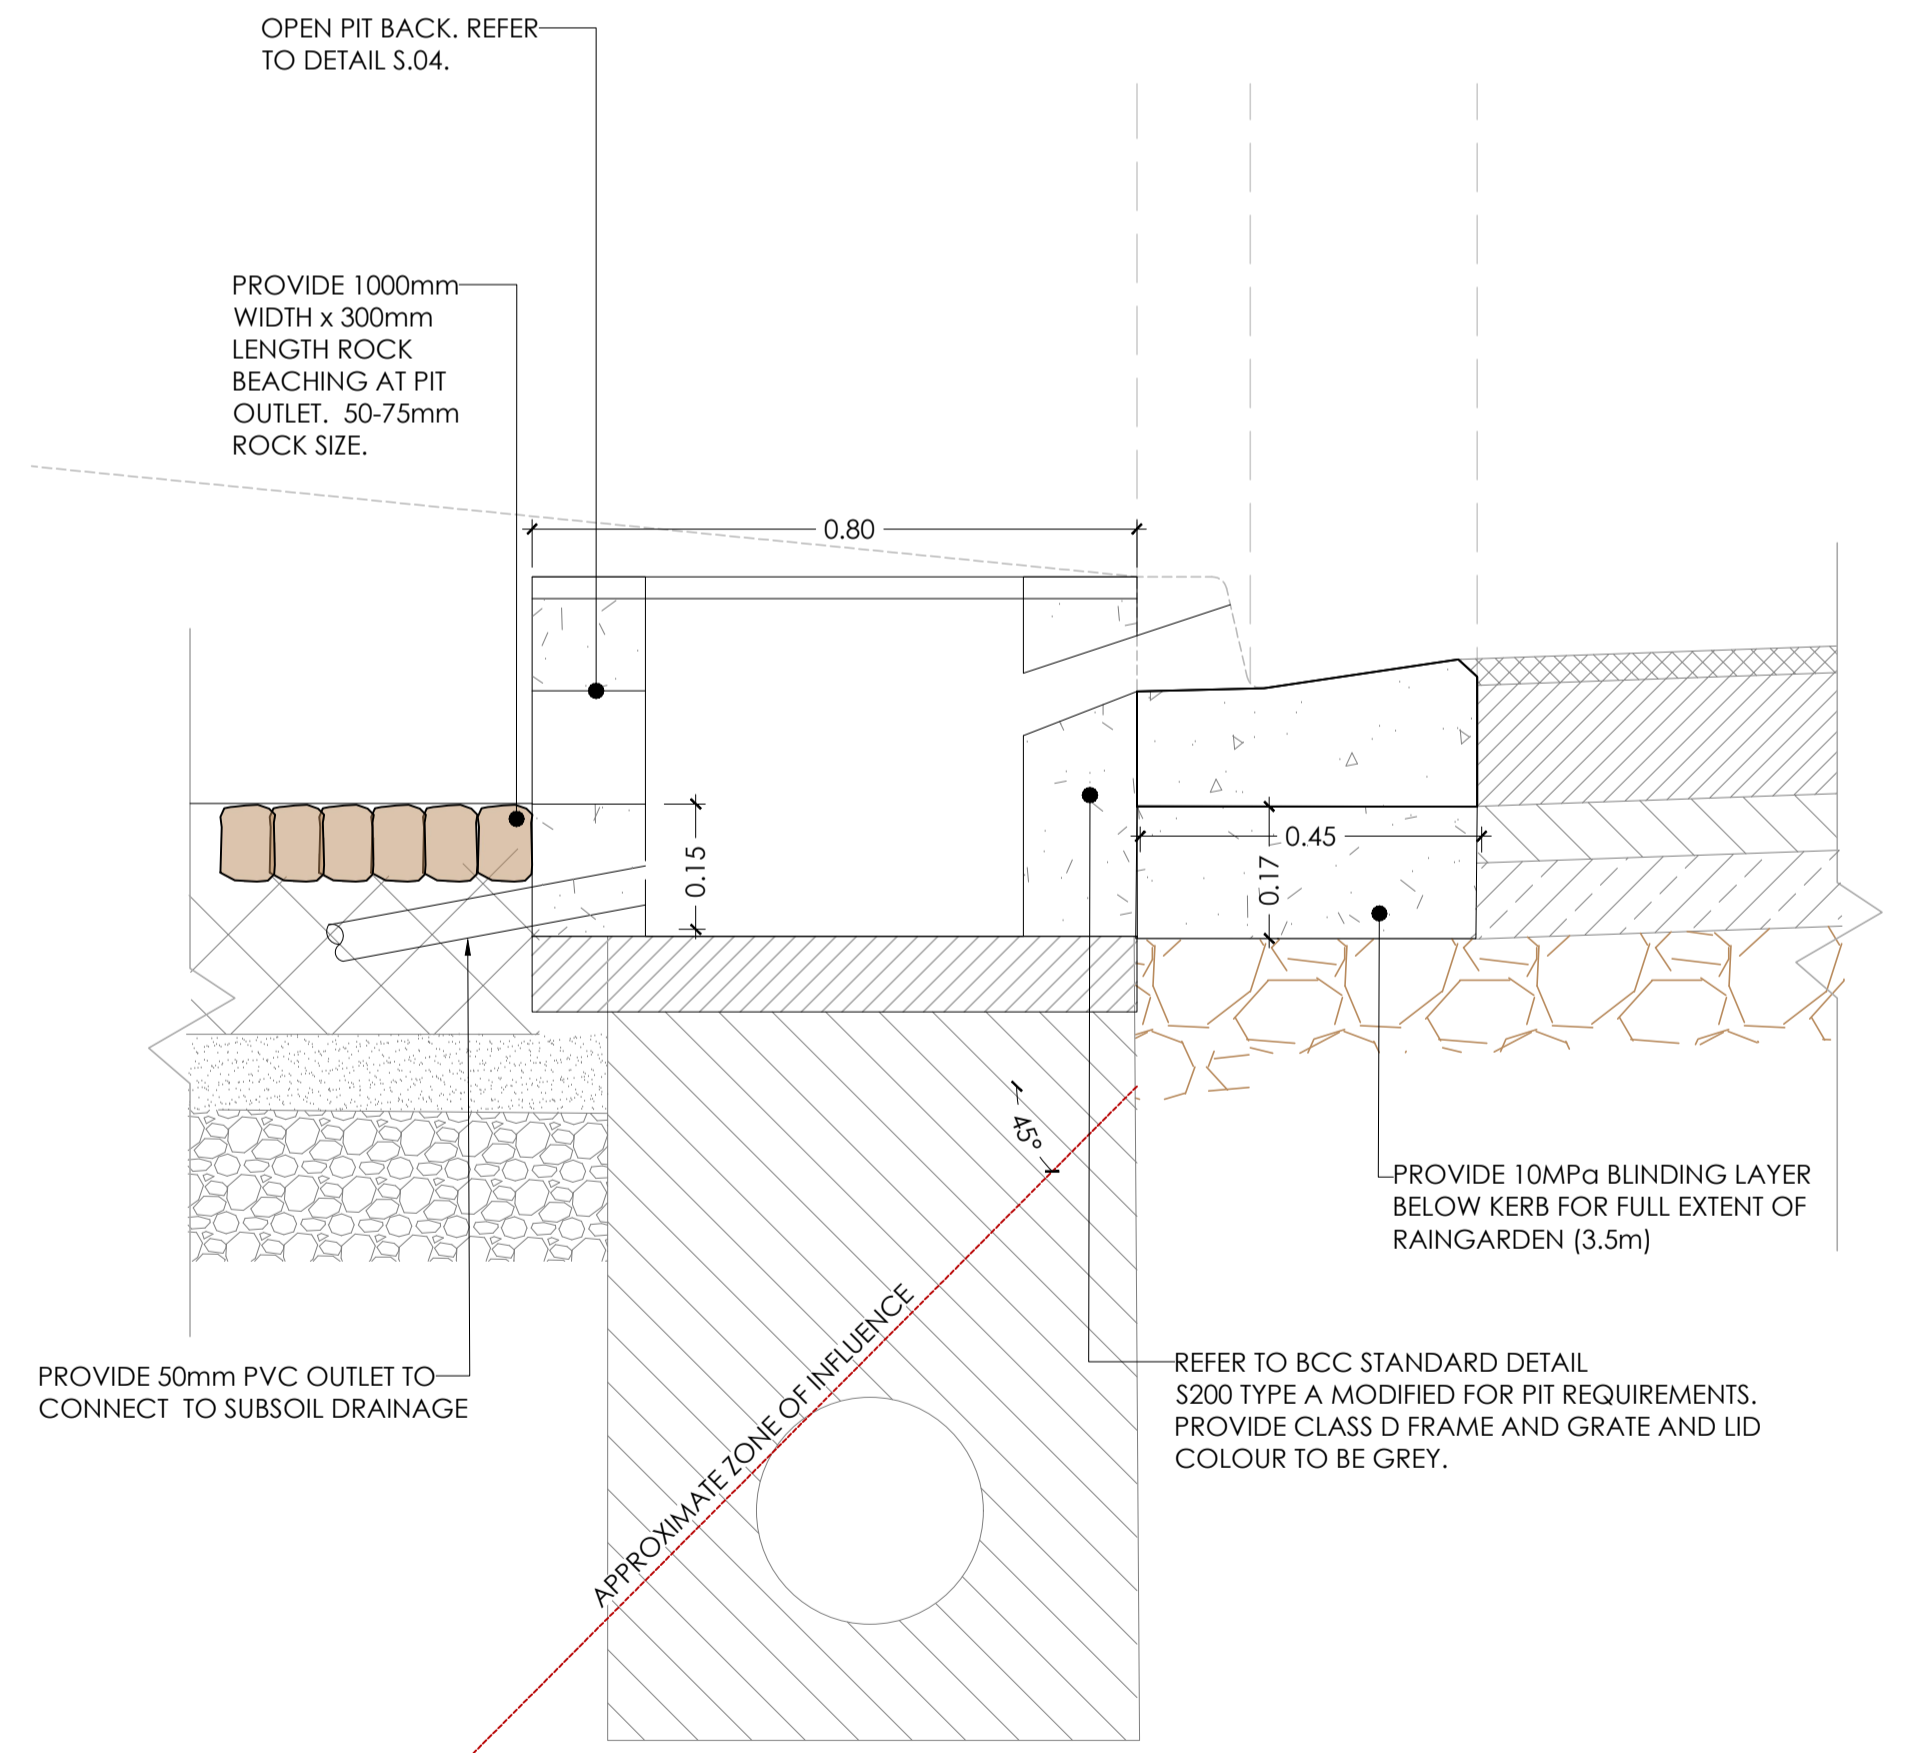 OPEN PIT BACK. REFER
TO DETAIL S.04.
PROVIDE 1000mm
WIDTH x 300mm
LENGTH ROCK
BEACHING AT PIT
OUTLET.  50-75mm
ROCK SIZE.
0.80
0.15
0.45
0.17
45°
APPROXIMATE ZONE OF INFLUENCE
PROVIDE 10MPa BLINDING LAYER
BELOW KERB FOR FULL EXTENT OF
RAINGARDEN (3.5m)
PROVIDE 50mm PVC OUTLET TO
CONNECT  TO SUBSOIL DRAINAGE
REFER TO BCC STANDARD DETAIL
S200 TYPE A MODIFIED FOR PIT REQUIREMENTS.
PROVIDE CLASS D FRAME AND GRATE AND LID
COLOUR TO BE GREY.